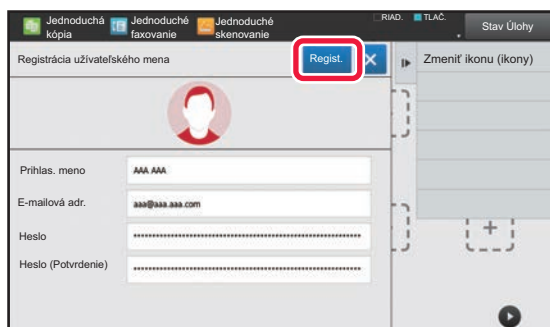 Jednoduchá kópia
Jednoduché faxovanie
Jednoduché skenovanie
RIAD.
TLAČ.
Stav Úlohy
Registrácia užívateľského mena
Regist.
Zmeniť ikonu (ikony)
Prihlas. meno
AAA AAA
E-mailová adr.
aaa@aaa.aaa.com
Heslo
Heslo (Potvrdenie)